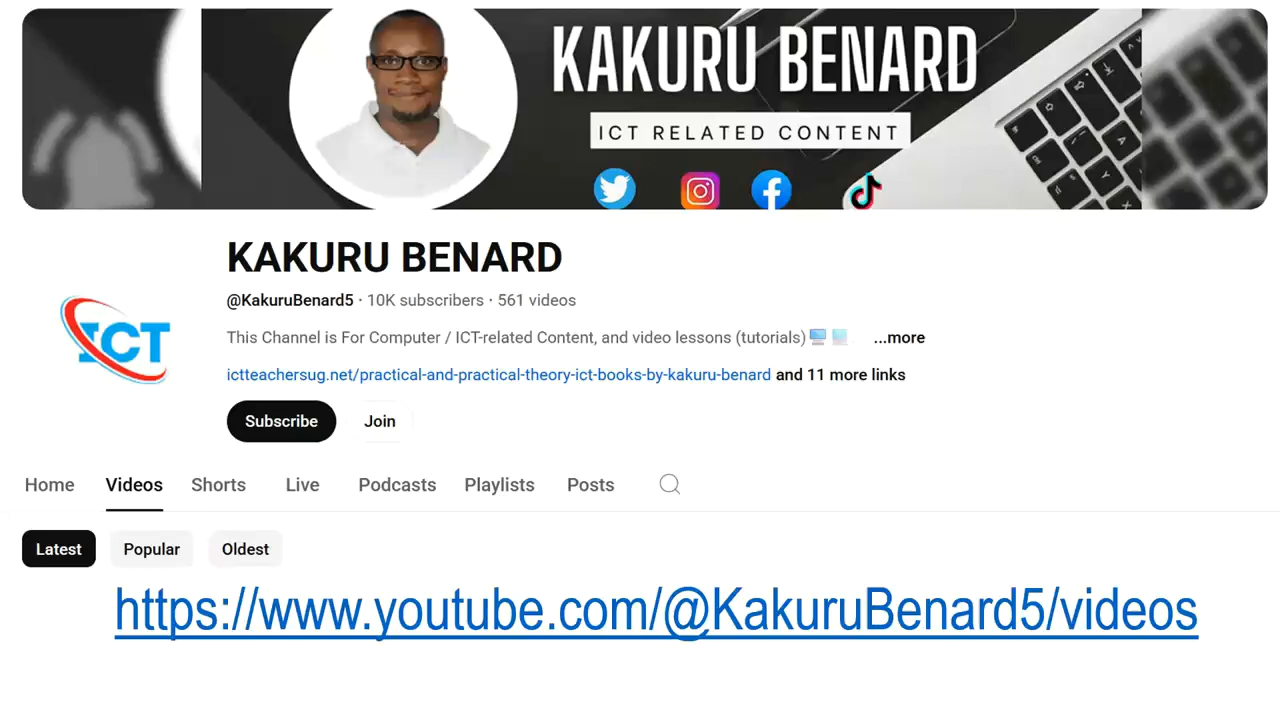 KAKURU BENARD
ICT RELATED CONTENT
KAKURU BENARD
@KakuruBenard5 · 10K subscribers · 561 videos
This Channel is For Computer / ICT-related Content, and video lessons (tutorials) ...more
ictteachersug.net/practical-and-practical-theory-ict-books-by-kakuru-benard and 11 more links
ICT
Subscribe Join
Home Videos Shorts Live Podcasts Playlists Posts
Latest Popular Oldest
https://www.youtube.com/@KakuruBenard5/videos